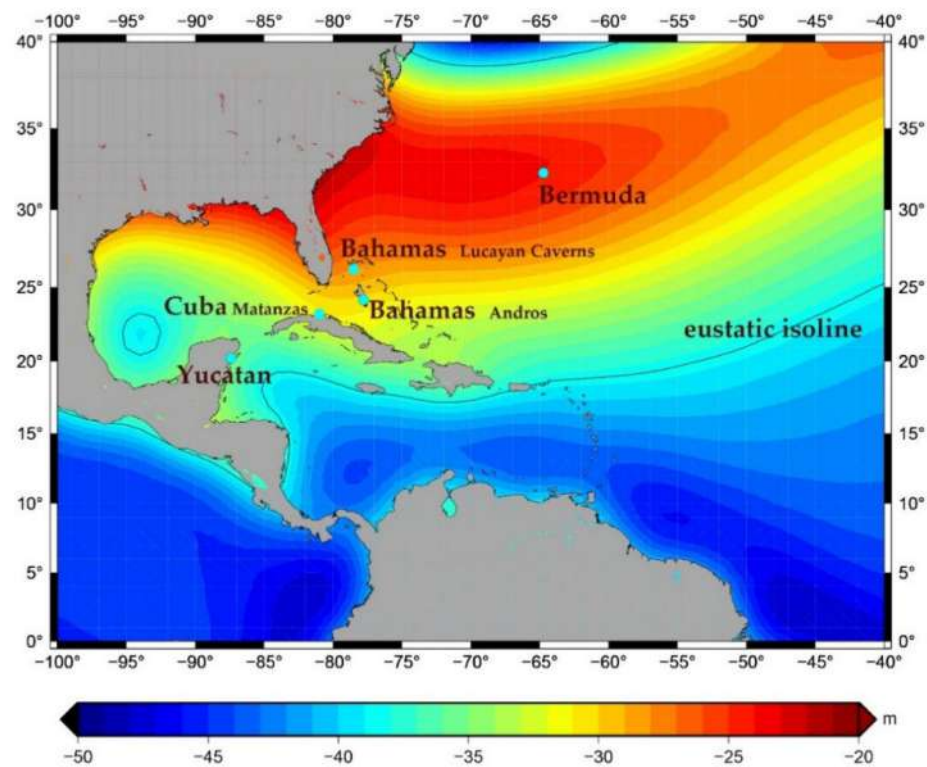 −100° −95° −90° −85° −80° −75° −70° −65° −60° −55° −50° −45° −40°
40° 40°
35° 35°
30° 30°
Bermuda
Bahamas Lucayan Caverns
25° 25°
Cuba Matanzas Bahamas Andros
eustatic isoline
20° 20°
Yucatan
15° 15°
10° 10°
5° 5°
0° 0°
−100° −95° −90° −85° −80° −75° −70° −65° −60° −55° −50° −45° −40°
m
−50 −45 −40 −35 −30 −25 −20